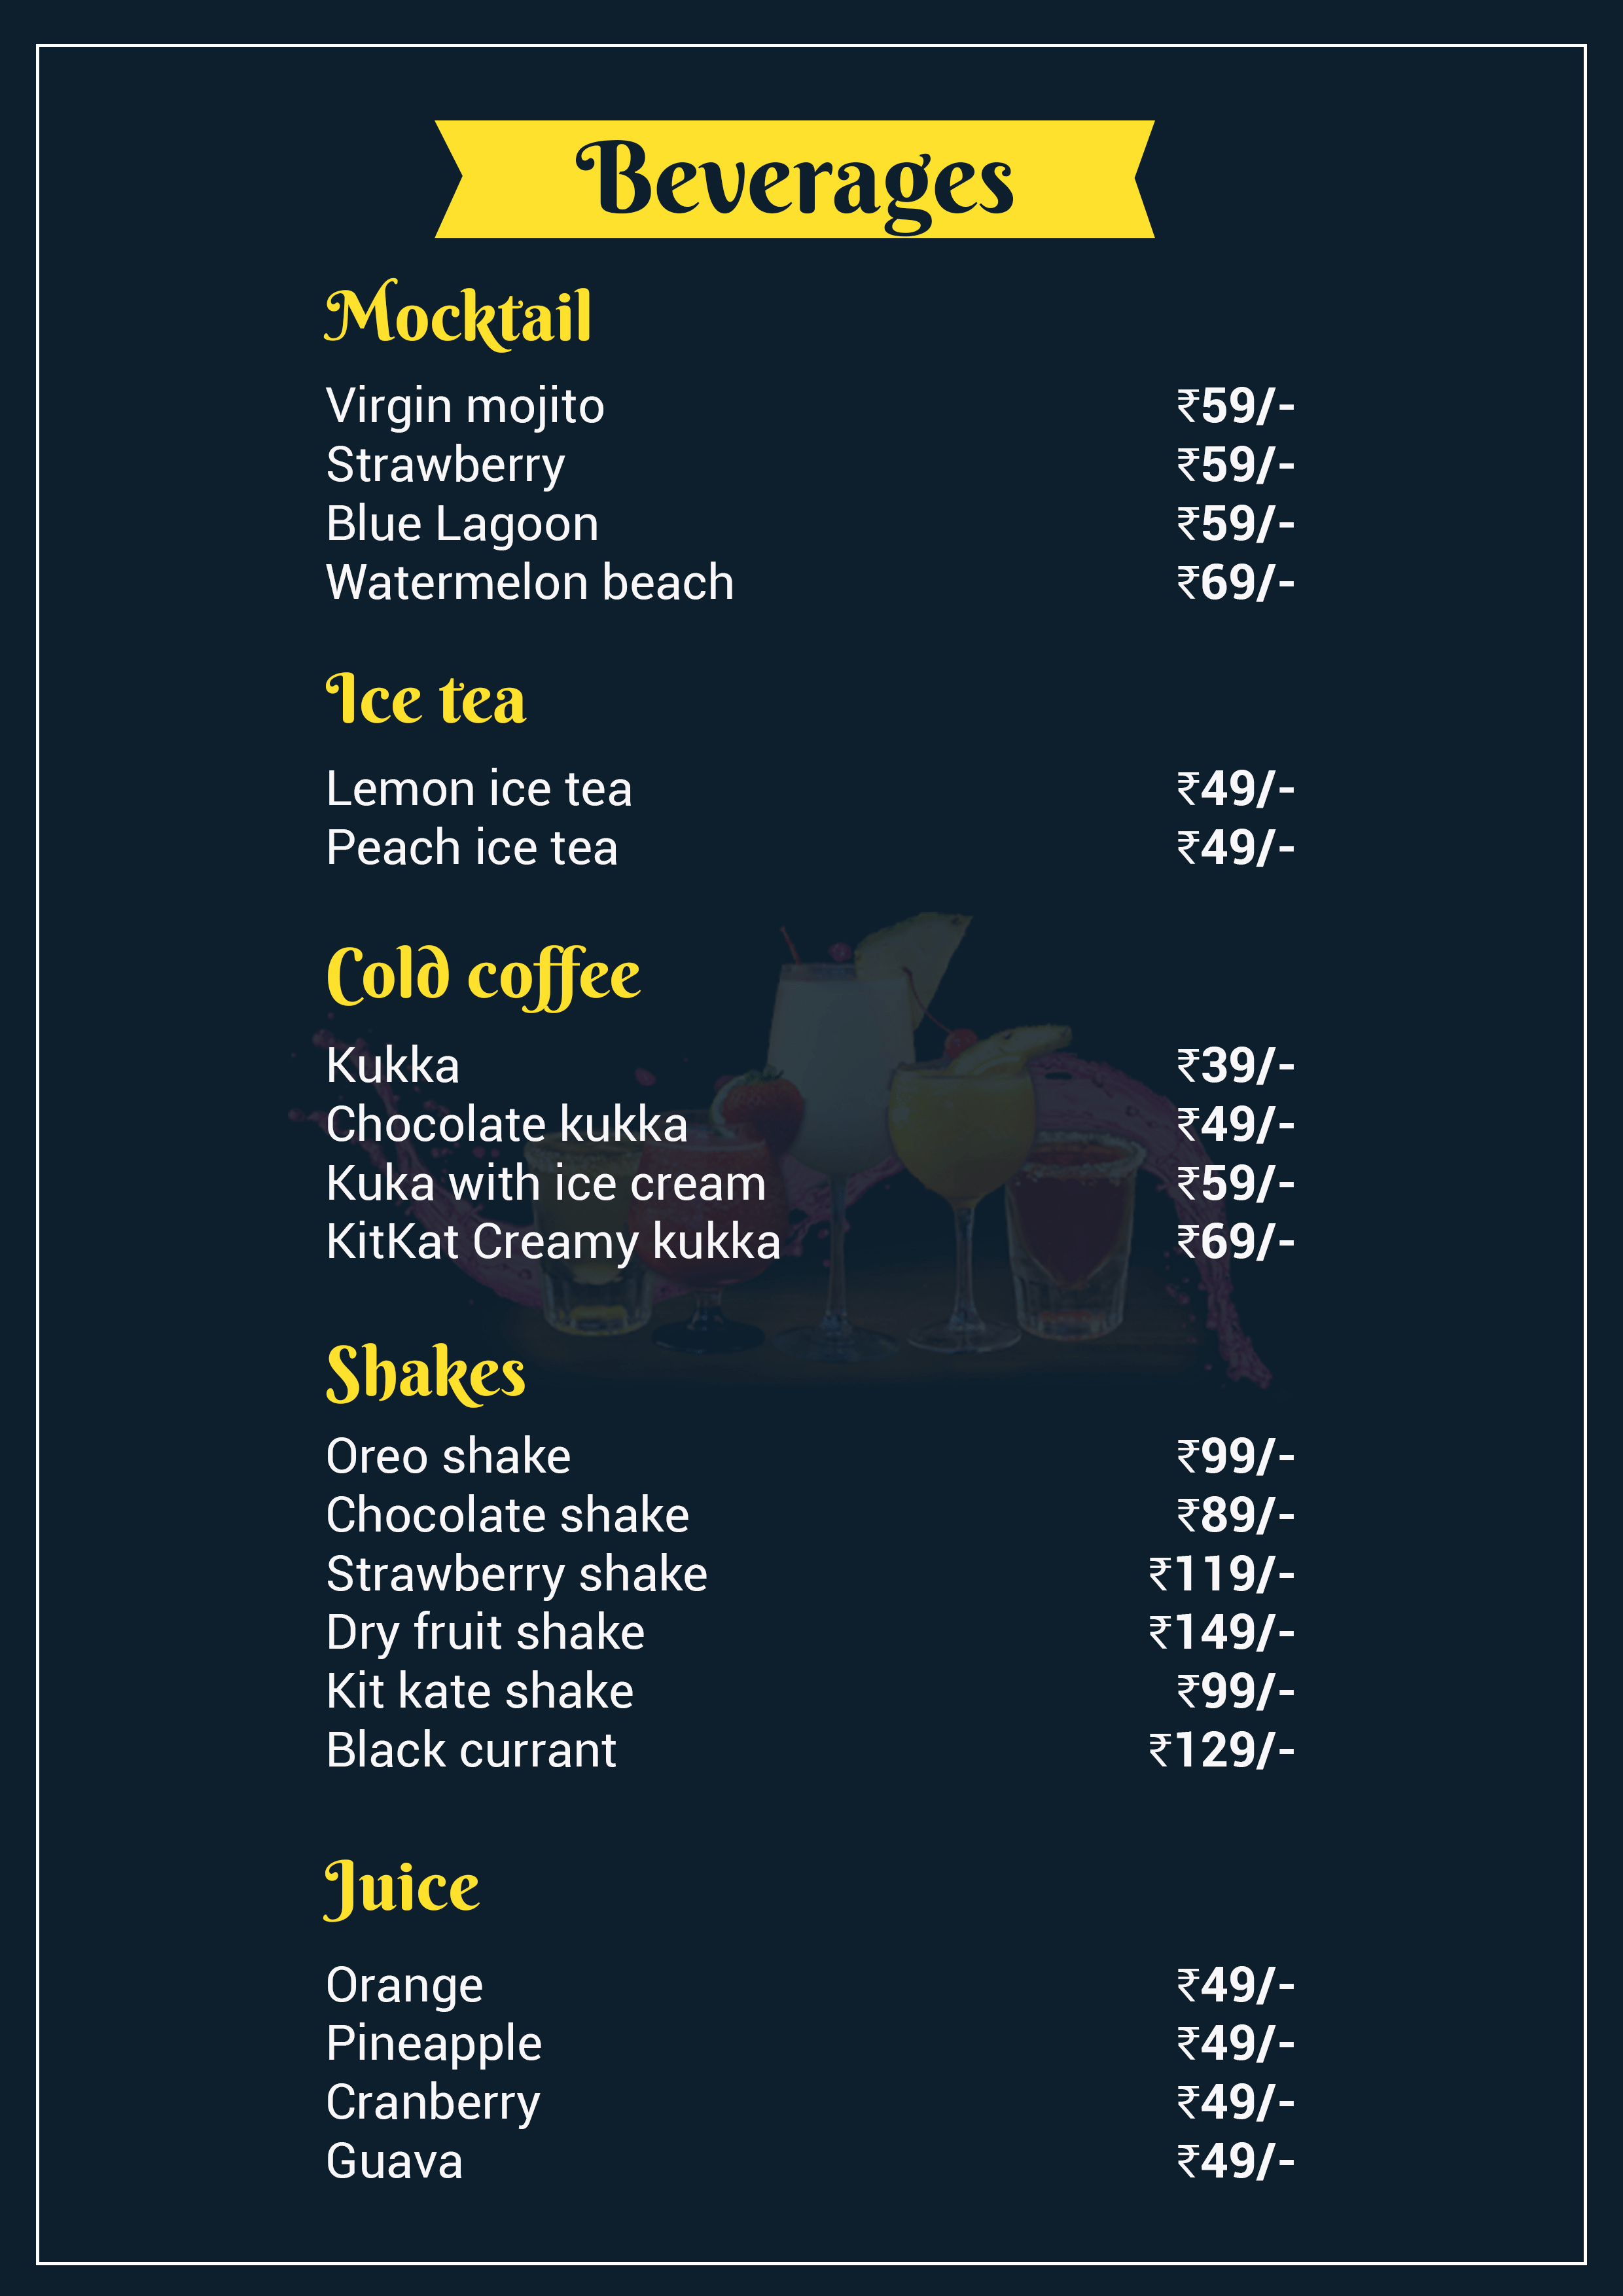 Beverages
Mocktail
Virgin mojito ₹59/-
Strawberry ₹59/-
Blue Lagoon ₹59/-
Watermelon beach ₹69/-
Ice tea
Lemon ice tea ₹49/-
Peach ice tea ₹49/-
Cold coffee
Kukka ₹39/-
Chocolate kukka ₹49/-
Kuka with ice cream ₹59/-
KitKat Creamy kukka ₹69/-
Shakes
Oreo shake ₹99/-
Chocolate shake ₹89/-
Strawberry shake ₹119/-
Dry fruit shake ₹149/-
Kit kate shake ₹99/-
Black currant ₹129/-
Juice
Orange ₹49/-
Pineapple ₹49/-
Cranberry ₹49/-
Guava ₹49/-